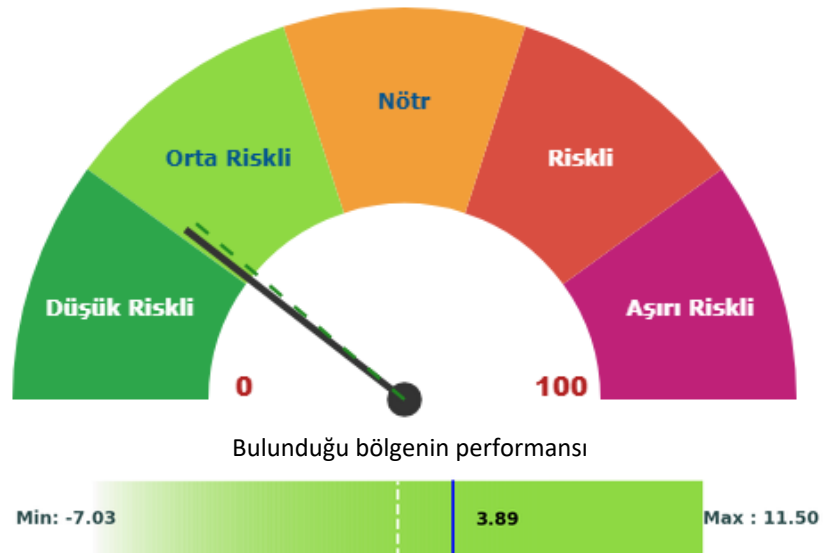 Nötr
Orta Riskli
Riskli
Düşük Riskli
Aşırı Riskli
0
100
Bulunduğu bölgenin performansı
Min: -7.03
3.89
Max : 11.50